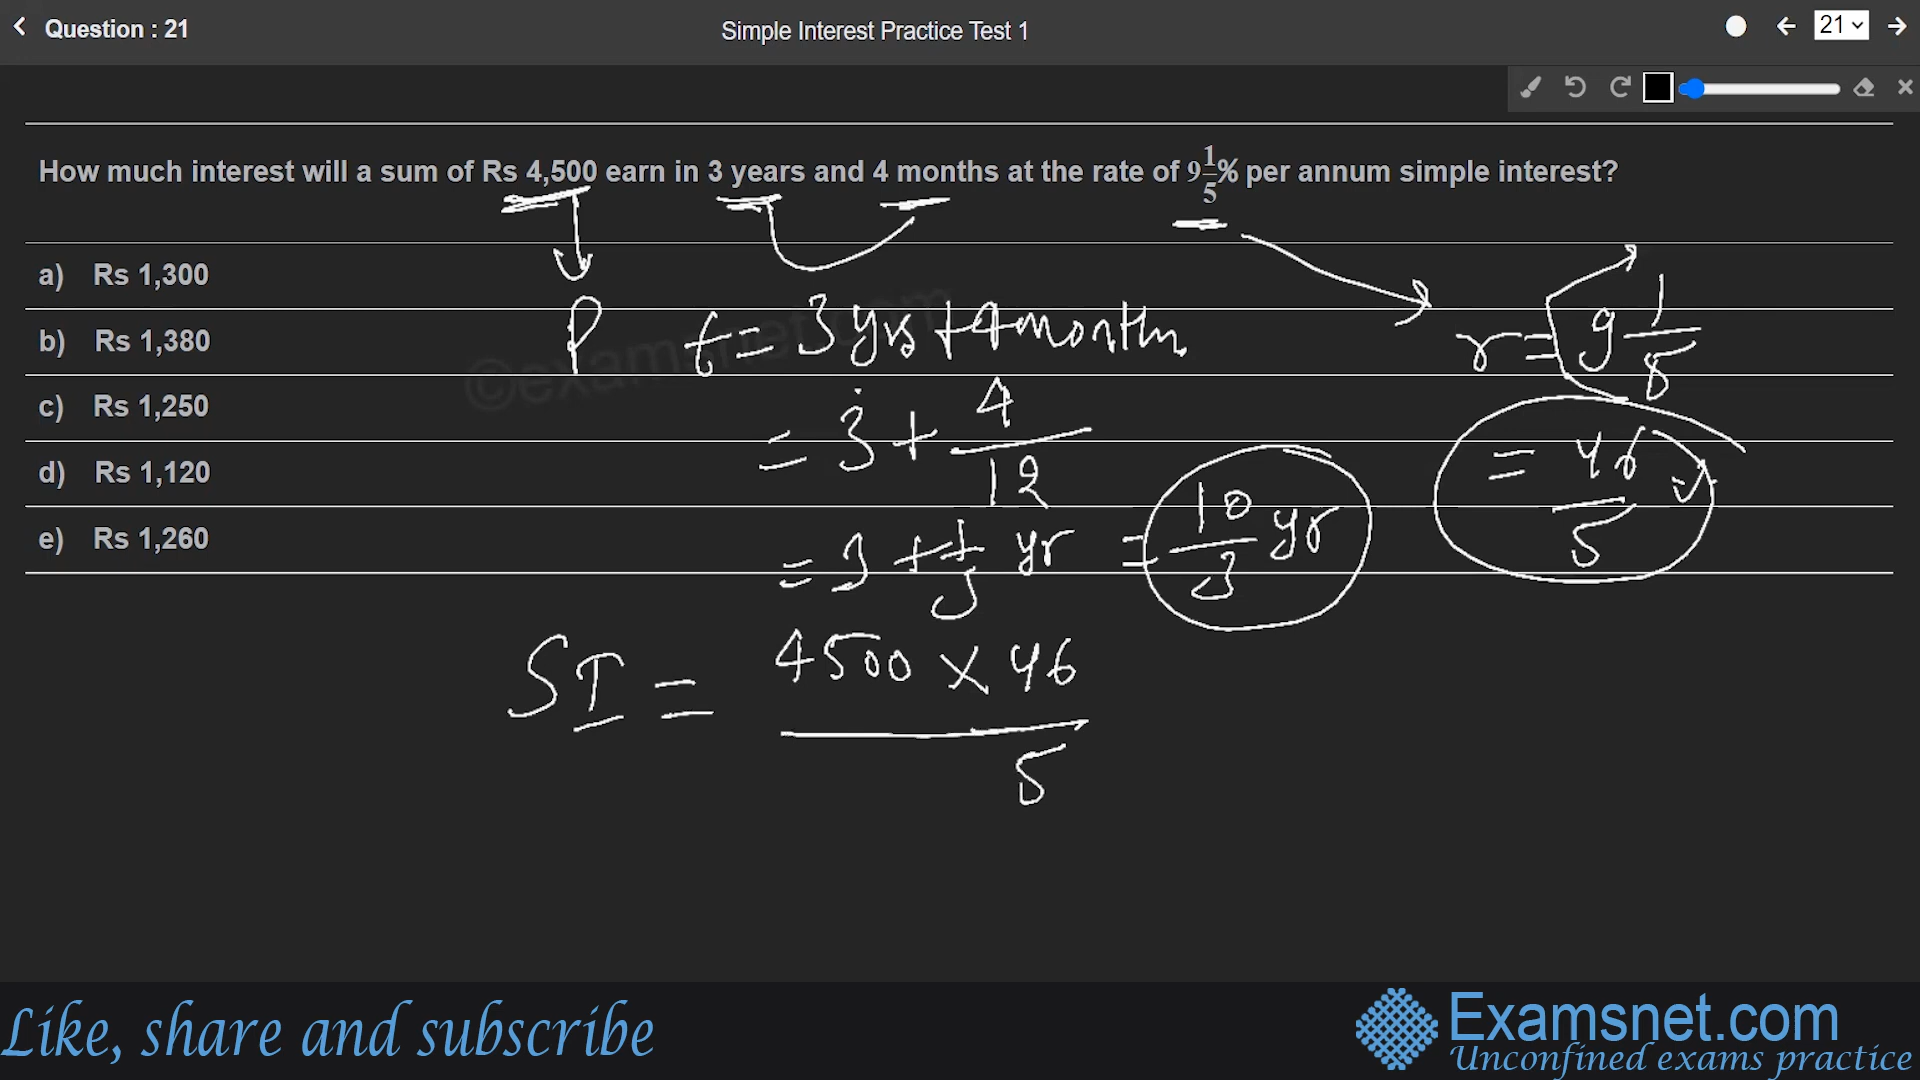 Question : 21
Simple Interest Practice Test 1
21
How much interest will a sum of Rs 4,500 earn in 3 years and 4 months at the rate of 9 1/5 % per annum simple interest?
a) Rs 1,300
b) Rs 1,380
c) Rs 1,250
d) Rs 1,120
e) Rs 1,260
©examsnet.com
P t = 3 yrs + 4 month
r = 9 1/5
= 3 + 4/12
= 46/5
= 3 + 1/3 yr = 10/3 yr
SI = 4500 × 46
5
Like, share and subscribe
Examsnet.com
Unconfined exams practice